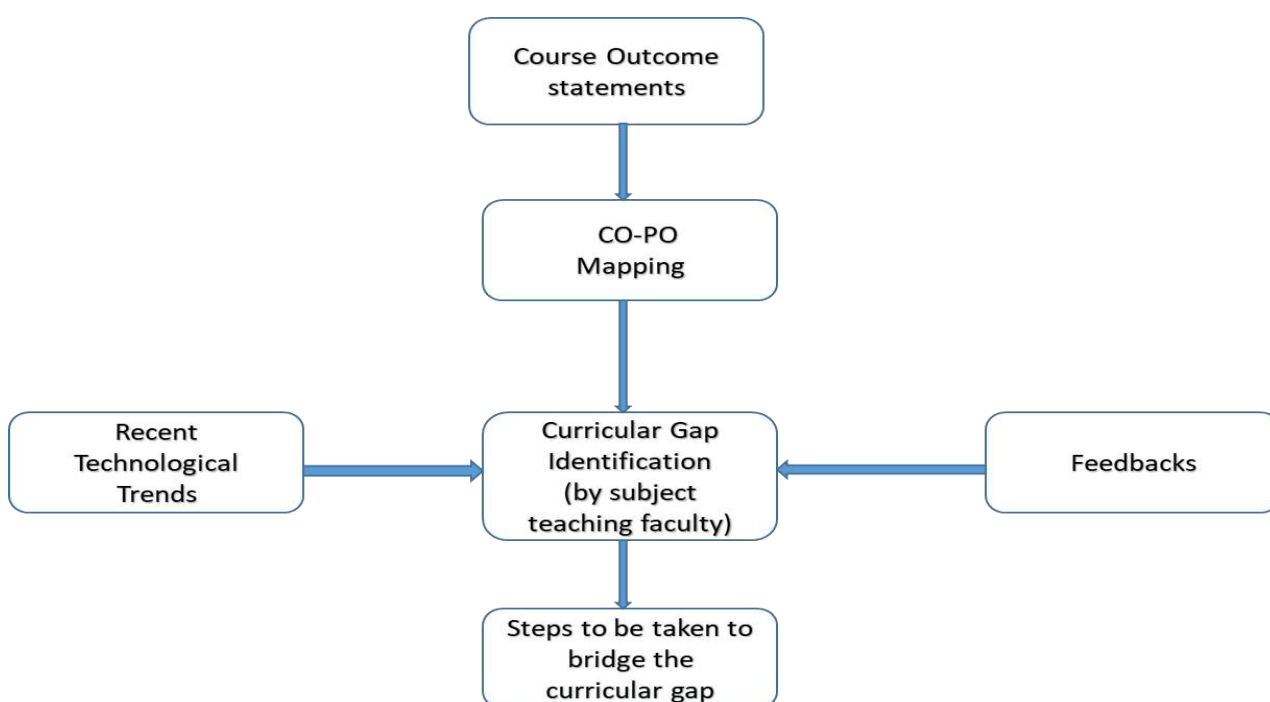 Course Outcome
statements
CO-PO
Mapping
Recent
Technological
Trends
Curricular Gap
Identification
(by subject
teaching faculty)
Feedbacks
Steps to be taken to
bridge the
curricular gap